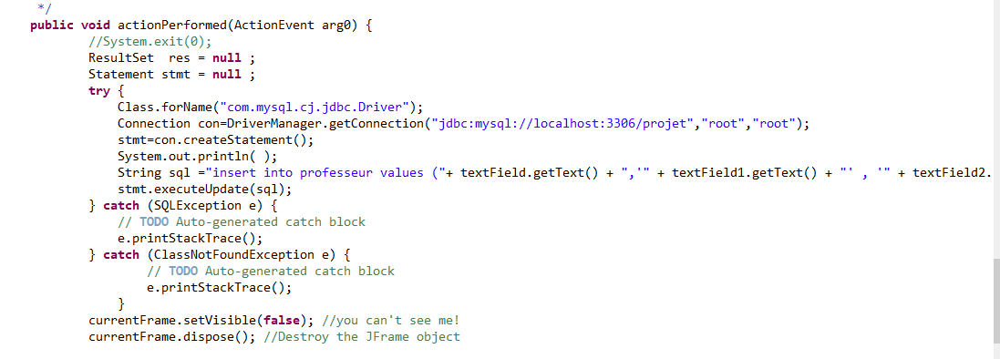 */
public void actionPerformed(ActionEvent arg0) {
//System.exit(0);
ResultSet  res = null ;
Statement stmt = null ;
try {
Class.forName("com.mysql.cj.jdbc.Driver");
Connection con=DriverManager.getConnection("jdbc:mysql://localhost:3306/projet","root","root");
stmt=con.createStatement();
System.out.println( );
String sql ="insert into professeur values ("+ textField.getText() + ",'" + textField1.getText() + "' , '" + textField2.
stmt.executeUpdate(sql);
} catch (SQLException e) {
// TODO Auto-generated catch block
e.printStackTrace();
} catch (ClassNotFoundException e) {
// TODO Auto-generated catch block
e.printStackTrace();
}
currentFrame.setVisible(false); //you can't see me!
currentFrame.dispose(); //Destroy the JFrame object